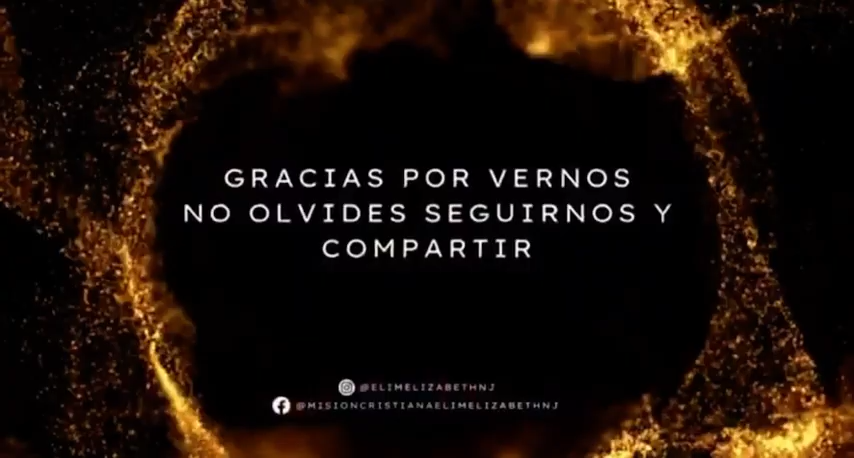 GRACIAS POR VERNOS
NO OLVIDES SEGUIRNOS Y
COMPARTIR
@ELIMELIZABETHNJ
@MISIONCRISTIANAELIMELIZABETHNJ